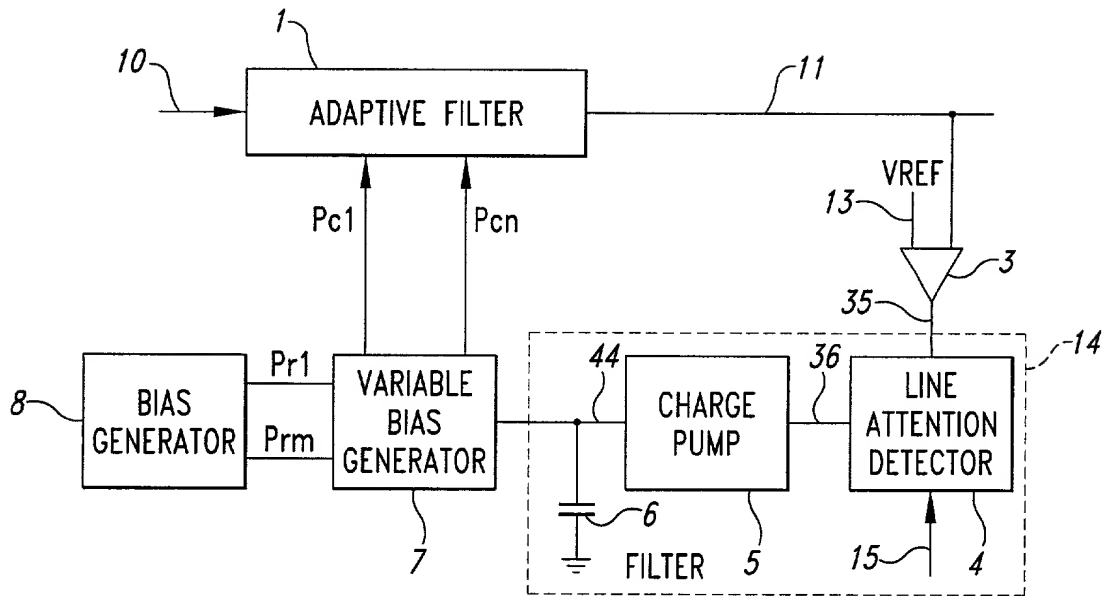 1
10
ADAPTIVE FILTER
11
VREF
13
Pc1
Pcn
3
35
14
8
BIAS
GENERATOR
Pr1
Prm
VARIABLE
BIAS
GENERATOR
44
CHARGE
PUMP
36
LINE
ATTENTION
DETECTOR
7
6
FILTER
5
15
4